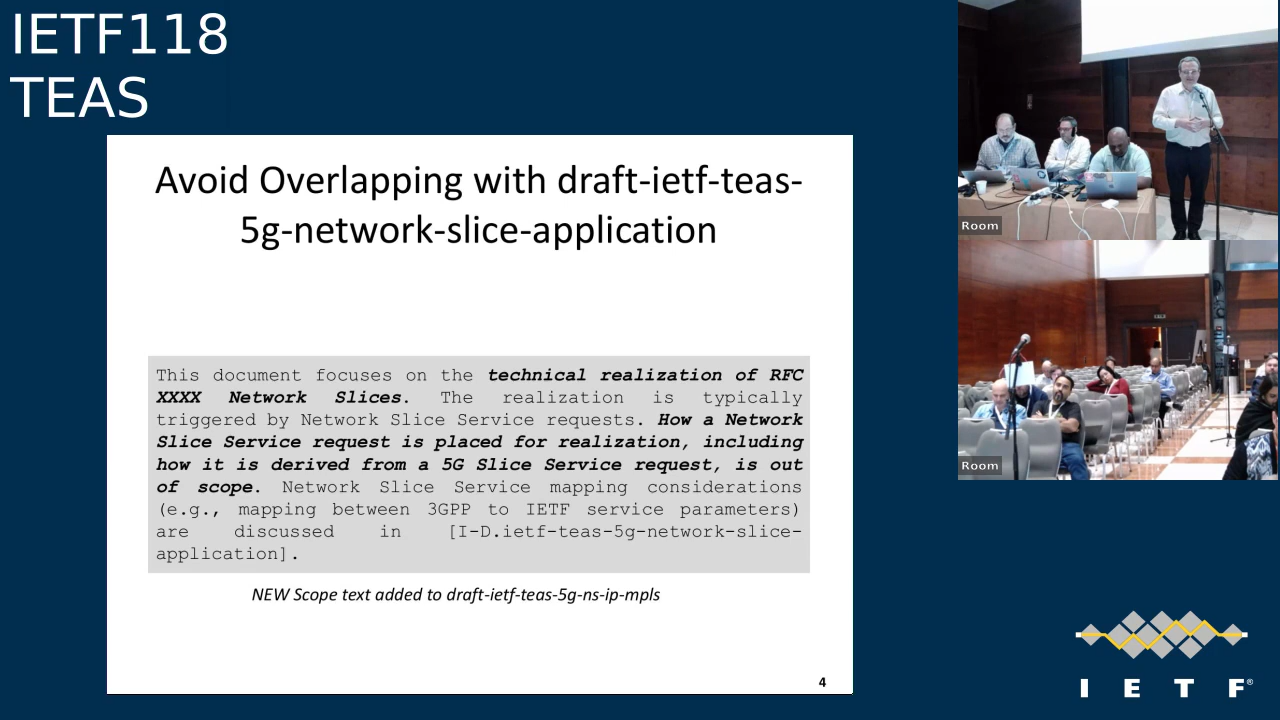 IETF118
TEAS
Avoid Overlapping with draft-ietf-teas-
5g-network-slice-application
This document focuses on the technical realization of RFC
XXXX Network Slices. The realization is typically
triggered by Network Slice Service requests. How a Network
Slice Service request is placed for realization, including
how it is derived from a 5G Slice Service request, is out
of scope. Network Slice Service mapping considerations
(e.g., mapping between 3GPP to IETF service parameters)
are discussed in [I-D.ietf-teas-5g-network-slice-
application].
NEW Scope text added to draft-ietf-teas-5g-ns-ip-mpls
4
Room
Room
I E T F®